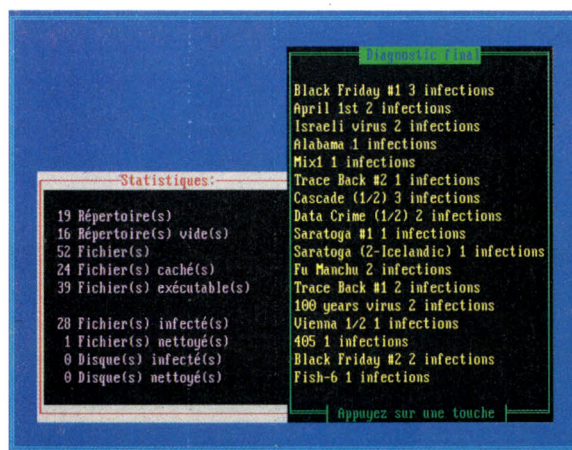 Statistiques:
19 Répertoire(s)
16 Répertoire(s) vide(s)
52 Fichier(s)
24 Fichier(s) caché(s)
39 Fichier(s) exécutable(s)
28 Fichier(s) infecté(s)
1 Fichier(s) nettoyé(s)
0 Disque(s) infecté(s)
0 Disque(s) nettoyé(s)
Diagnostic final
Black Friday #1 3 infections
April 1st 2 infections
Israeli virus 2 infections
Alabama 1 infections
Mix1 1 infections
Trace Back #2 1 infections
Cascade (1/2) 3 infections
Data Crime (1/2) 2 infections
Saratoga #1 1 infections
Saratoga (2-Icelandic) 1 infections
Fu Manchu 2 infections
Trace Back #1 2 infections
100 years virus 2 infections
Vienna 1/2 1 infections
405 1 infections
Black Friday #2 2 infections
Fish-6 1 infections
Appuyez sur une touche